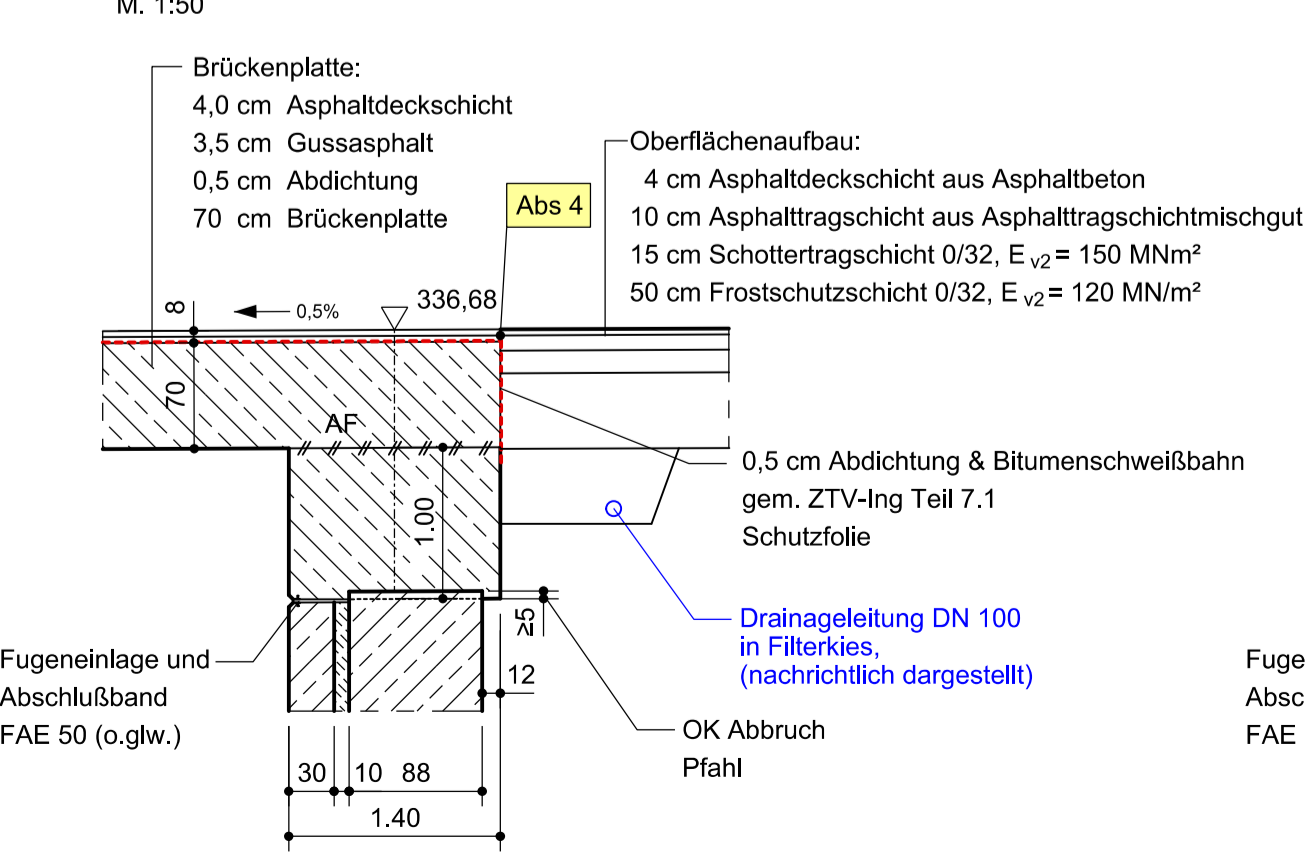 M. 1:50
Brückenplatte:
4,0 cm Asphaltdeckschicht
3,5 cm Gussasphalt
0,5 cm Abdichtung
70 cm Brückenplatte
Abs 4
Oberflächenaufbau:
4 cm Asphaltdeckschicht aus Asphaltbeton
10 cm Asphalttragschicht aus Asphalttragschichtmischgut
15 cm Schottertragschicht 0/32, E v2 = 150 MNm²
50 cm Frostschutzschicht 0/32, E v2 = 120 MN/m²
8
0,5%
336,68
70
AF
1.00
0,5 cm Abdichtung & Bitumenschweißbahn
gem. ZTV-Ing Teil 7.1
Schutzfolie
≥5
12
Drainageleitung DN 100
in Filterkies,
(nachrichtlich dargestellt)
Fugeneinlage und
Abschlußband
FAE 50 (o.glw.)
OK Abbruch
Pfahl
30 10 88
1.40
Fuge
Absc
FAE